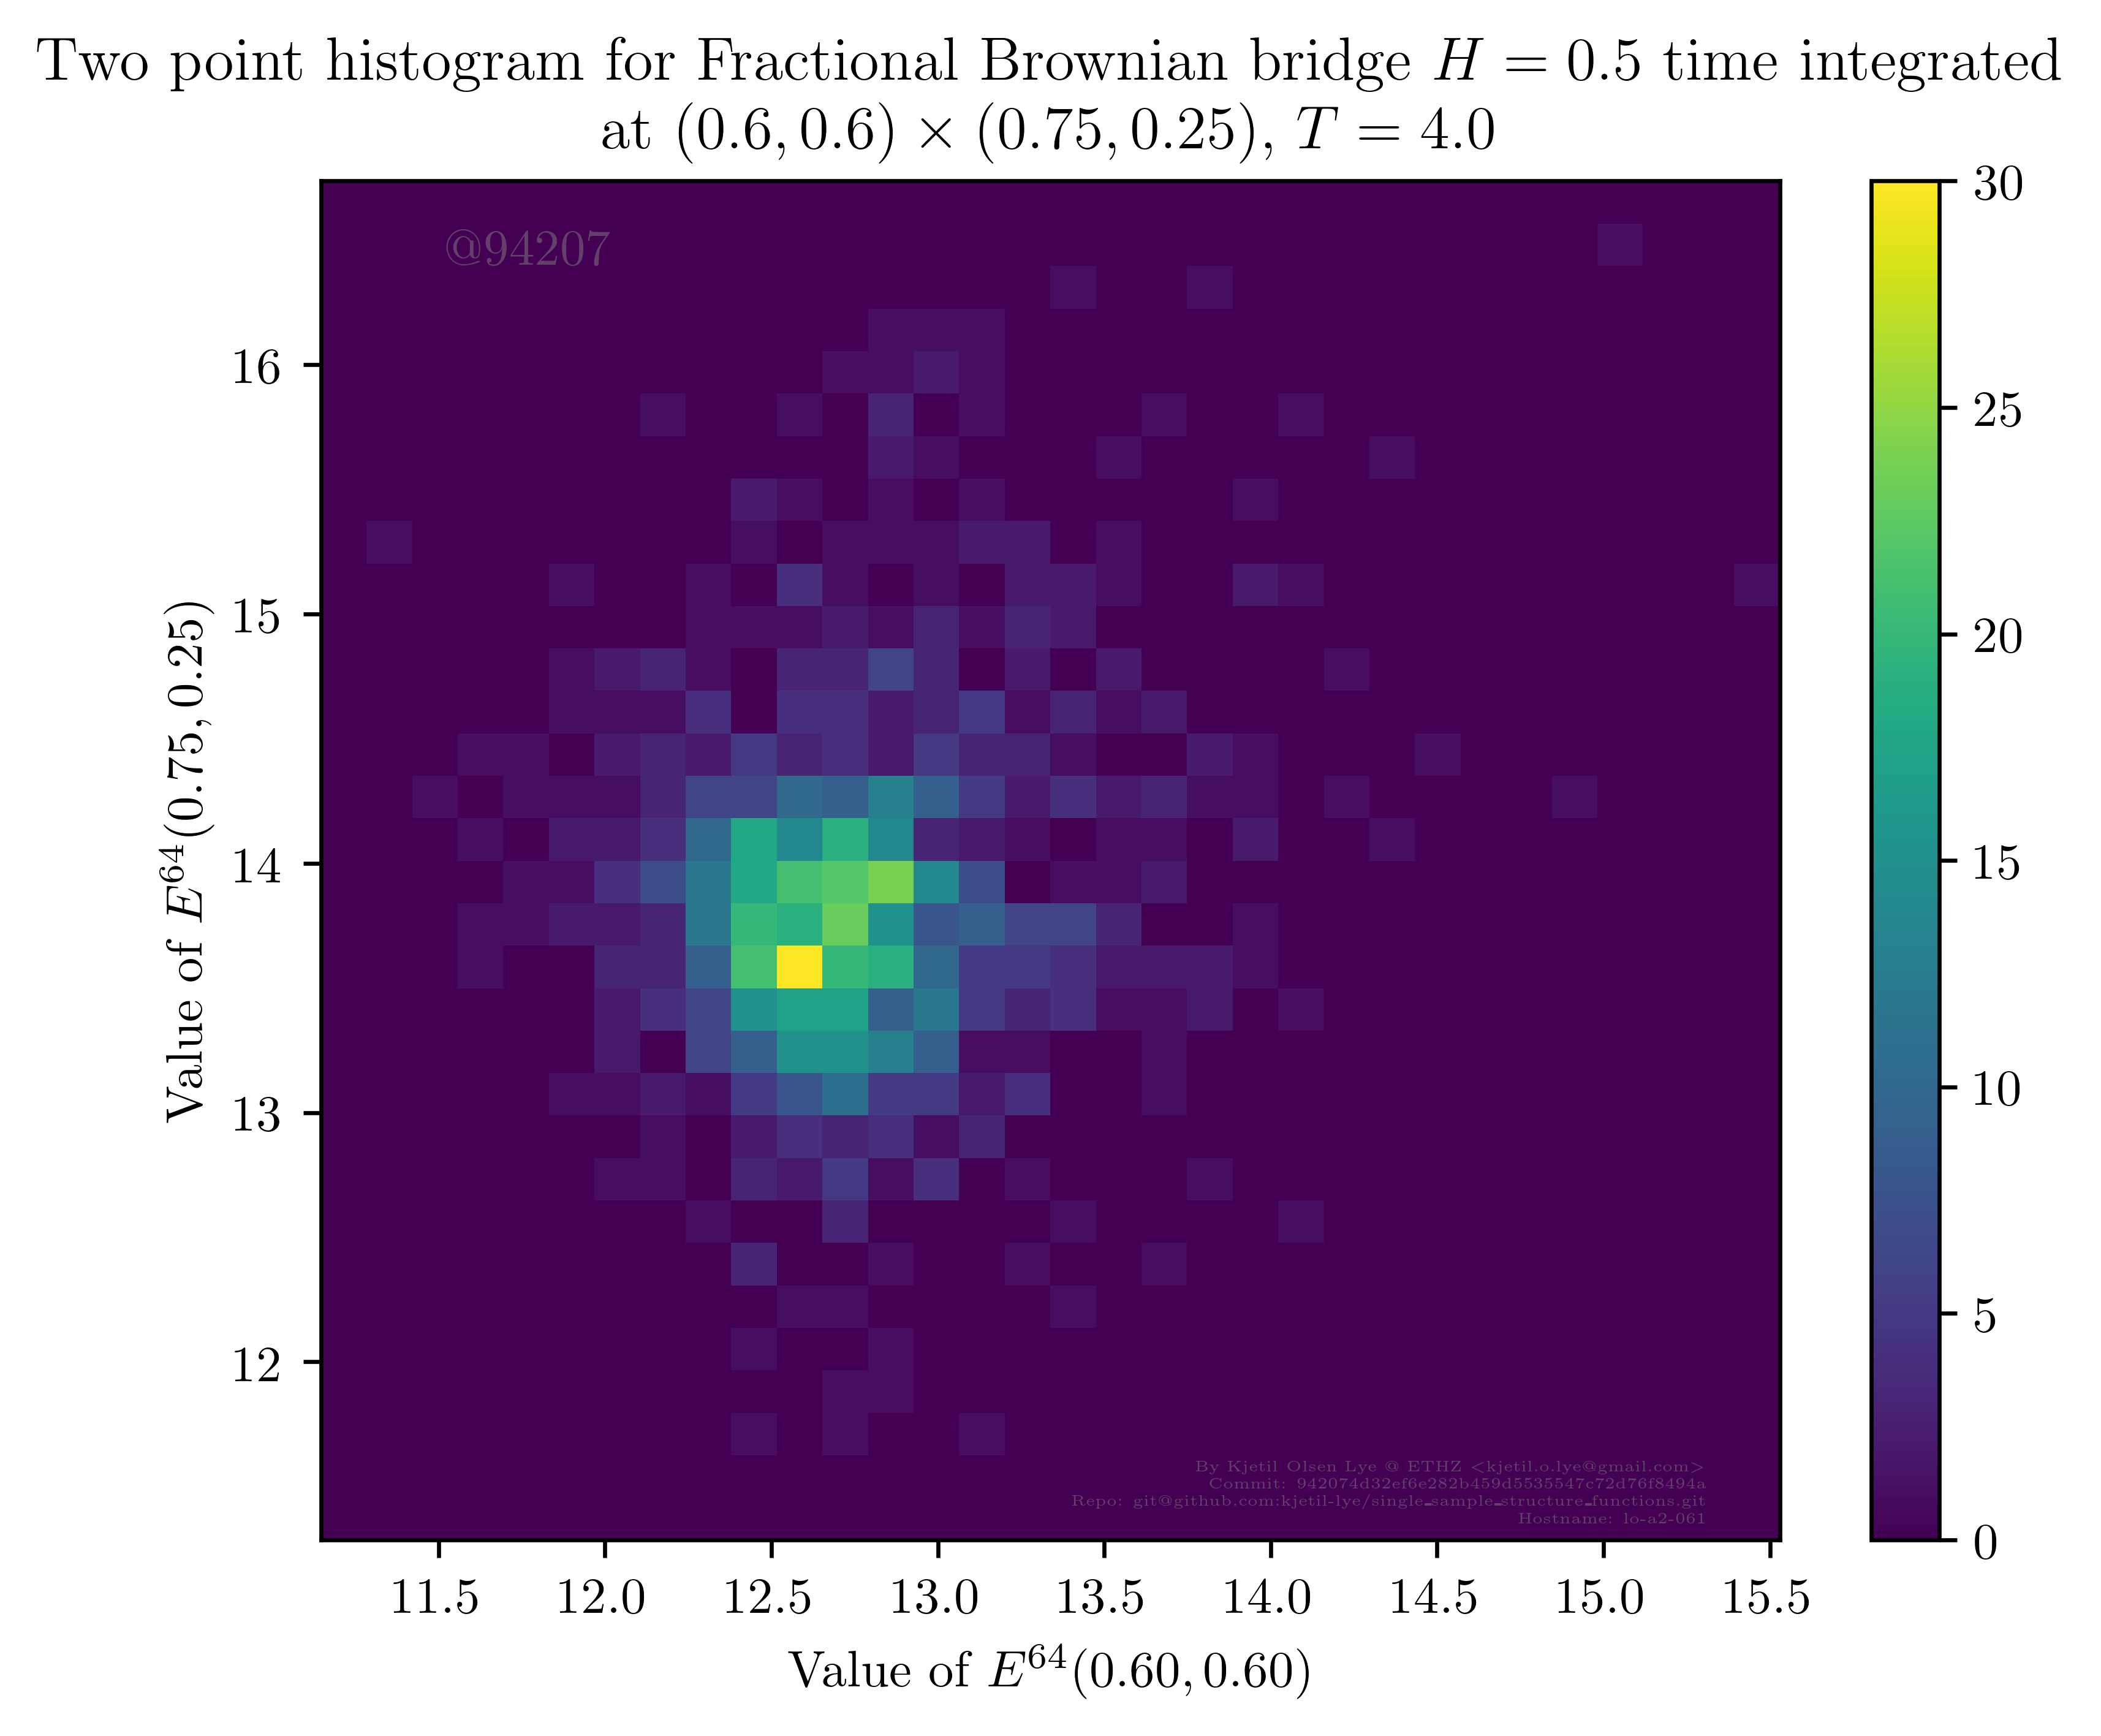 Two point histogram for Fractional Brownian bridge H = 0.5 time integrated
at (0.6, 0.6) × (0.75, 0.25), T = 4.0
@94207
30
25
20
15
10
5
0
Value of E^64(0.75, 0.25)
16
15
14
13
12
By Kjetil Olsen Lye @ ETHZ <kjetil.o.lye@gmail.com>
Commit: 942074d32ef6e282b459d5535547c72d76f8494a
Repo: git@github.com:kjetil-lye/single_sample_structure_functions.git
Hostname: lo-a2-061
11.5 12.0 12.5 13.0 13.5 14.0 14.5 15.0 15.5
Value of E^64(0.60, 0.60)